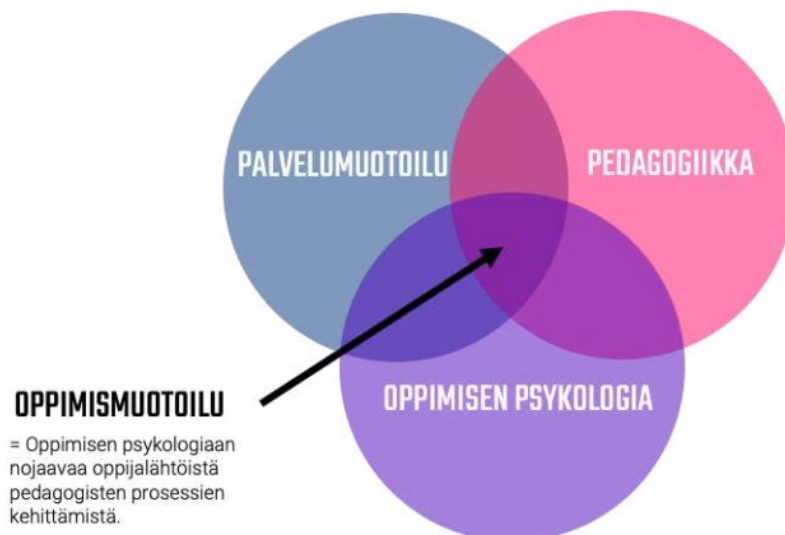 PALVELUMUOTOILU
PEDAGOGIIKKA
OPPIMISEN PSYKOLOGIA
OPPIMISMUOTOILU
= Oppimisen psykologiaan
nojaavaa oppijalähtöistä
pedagogisten prosessien
kehittämistä.